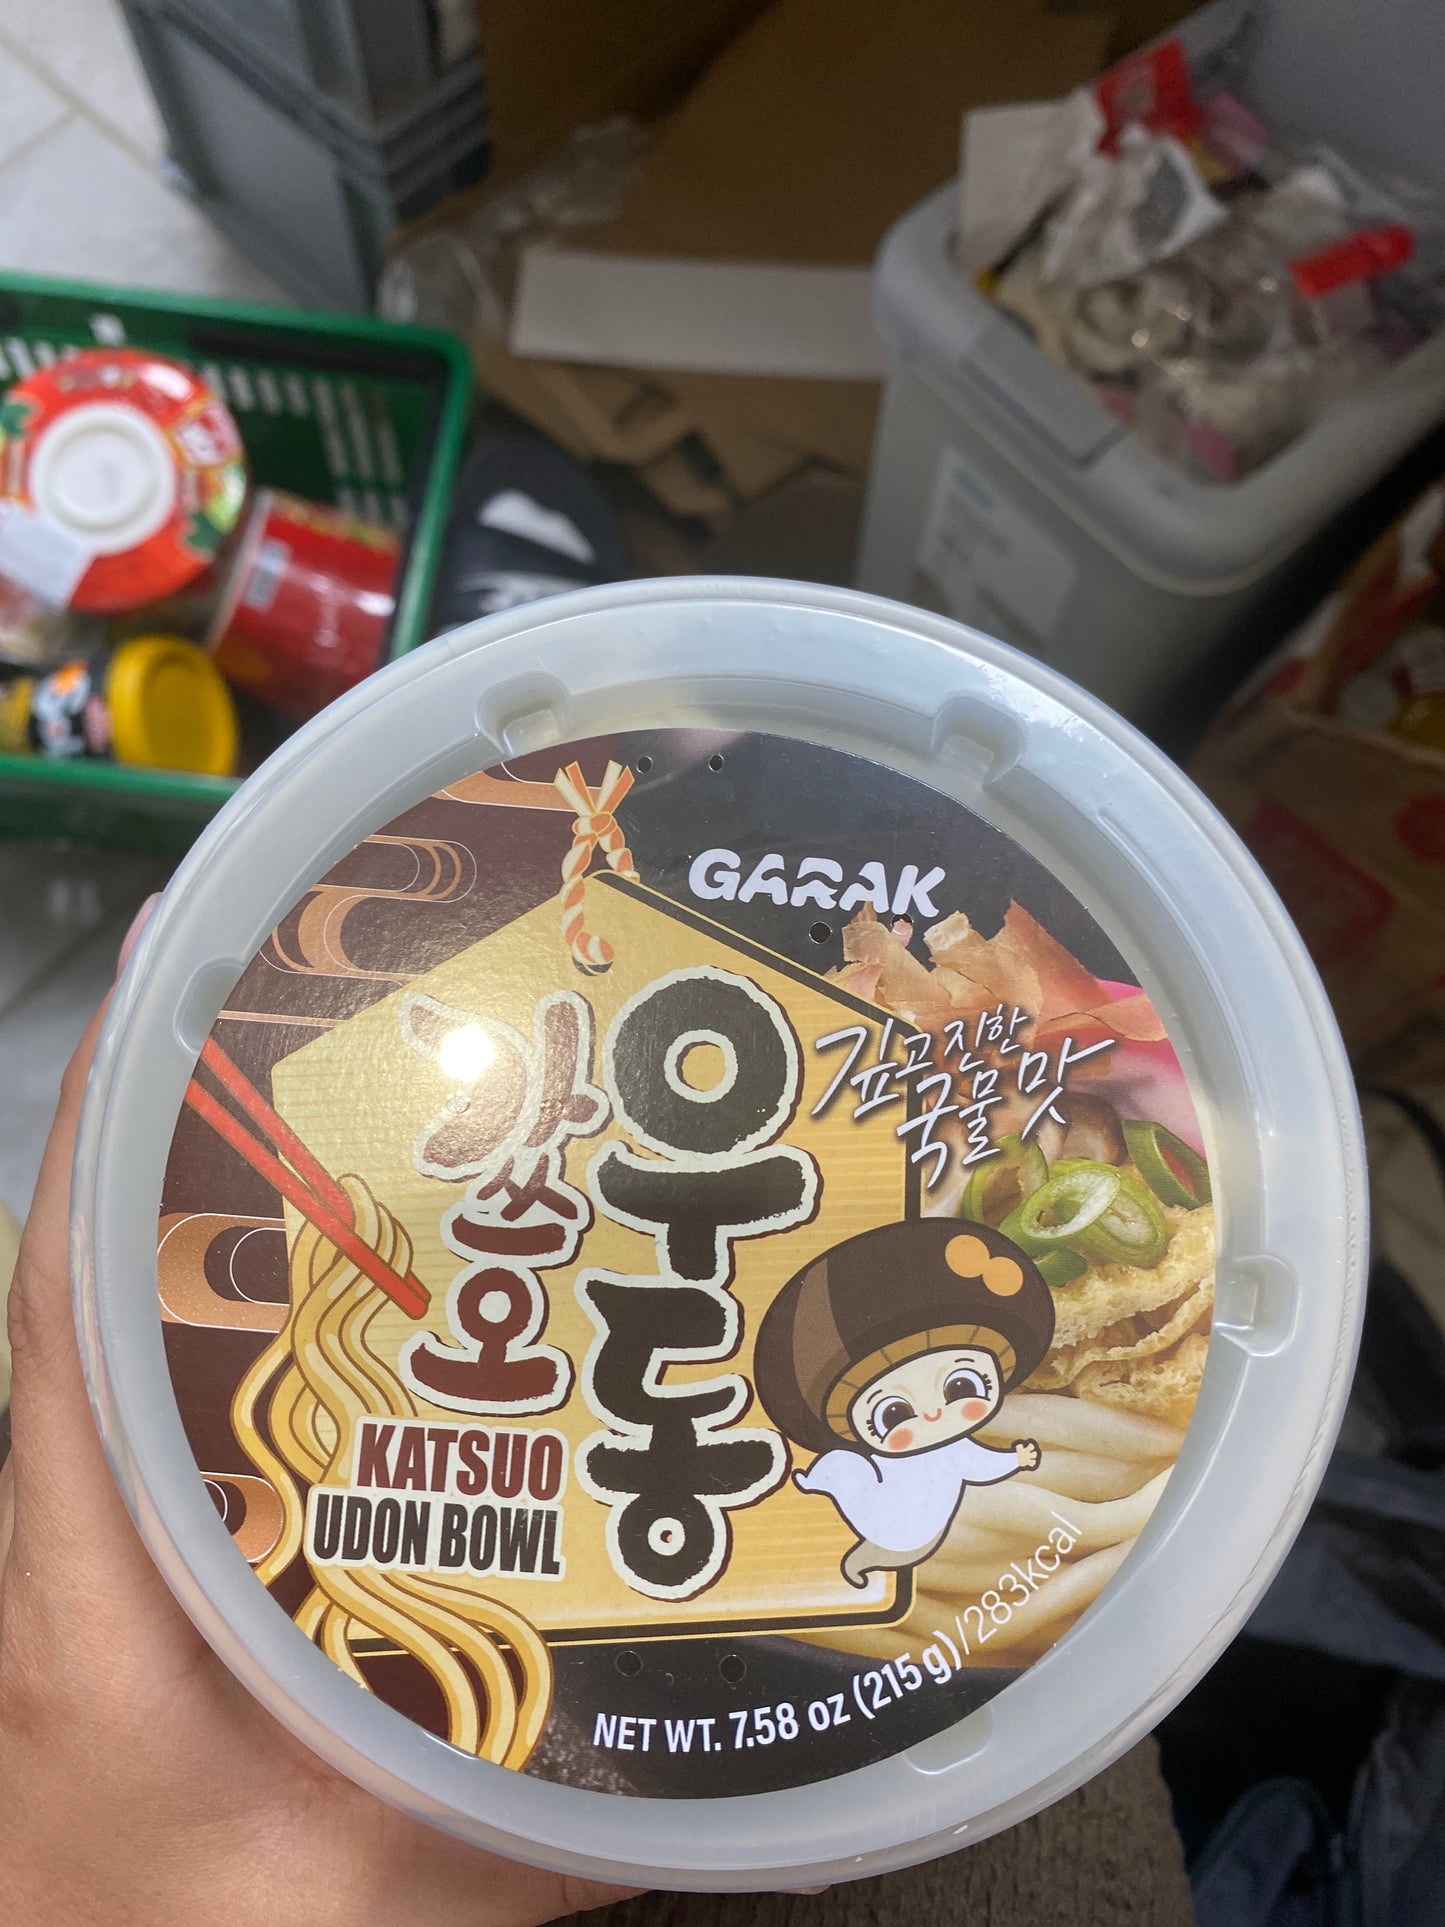 GARAK
깊고 진한
국물 맛
우동
가쓰오
KATSUO
UDON BOWL
NET WT. 7.58 oz (215 g)/283kcal